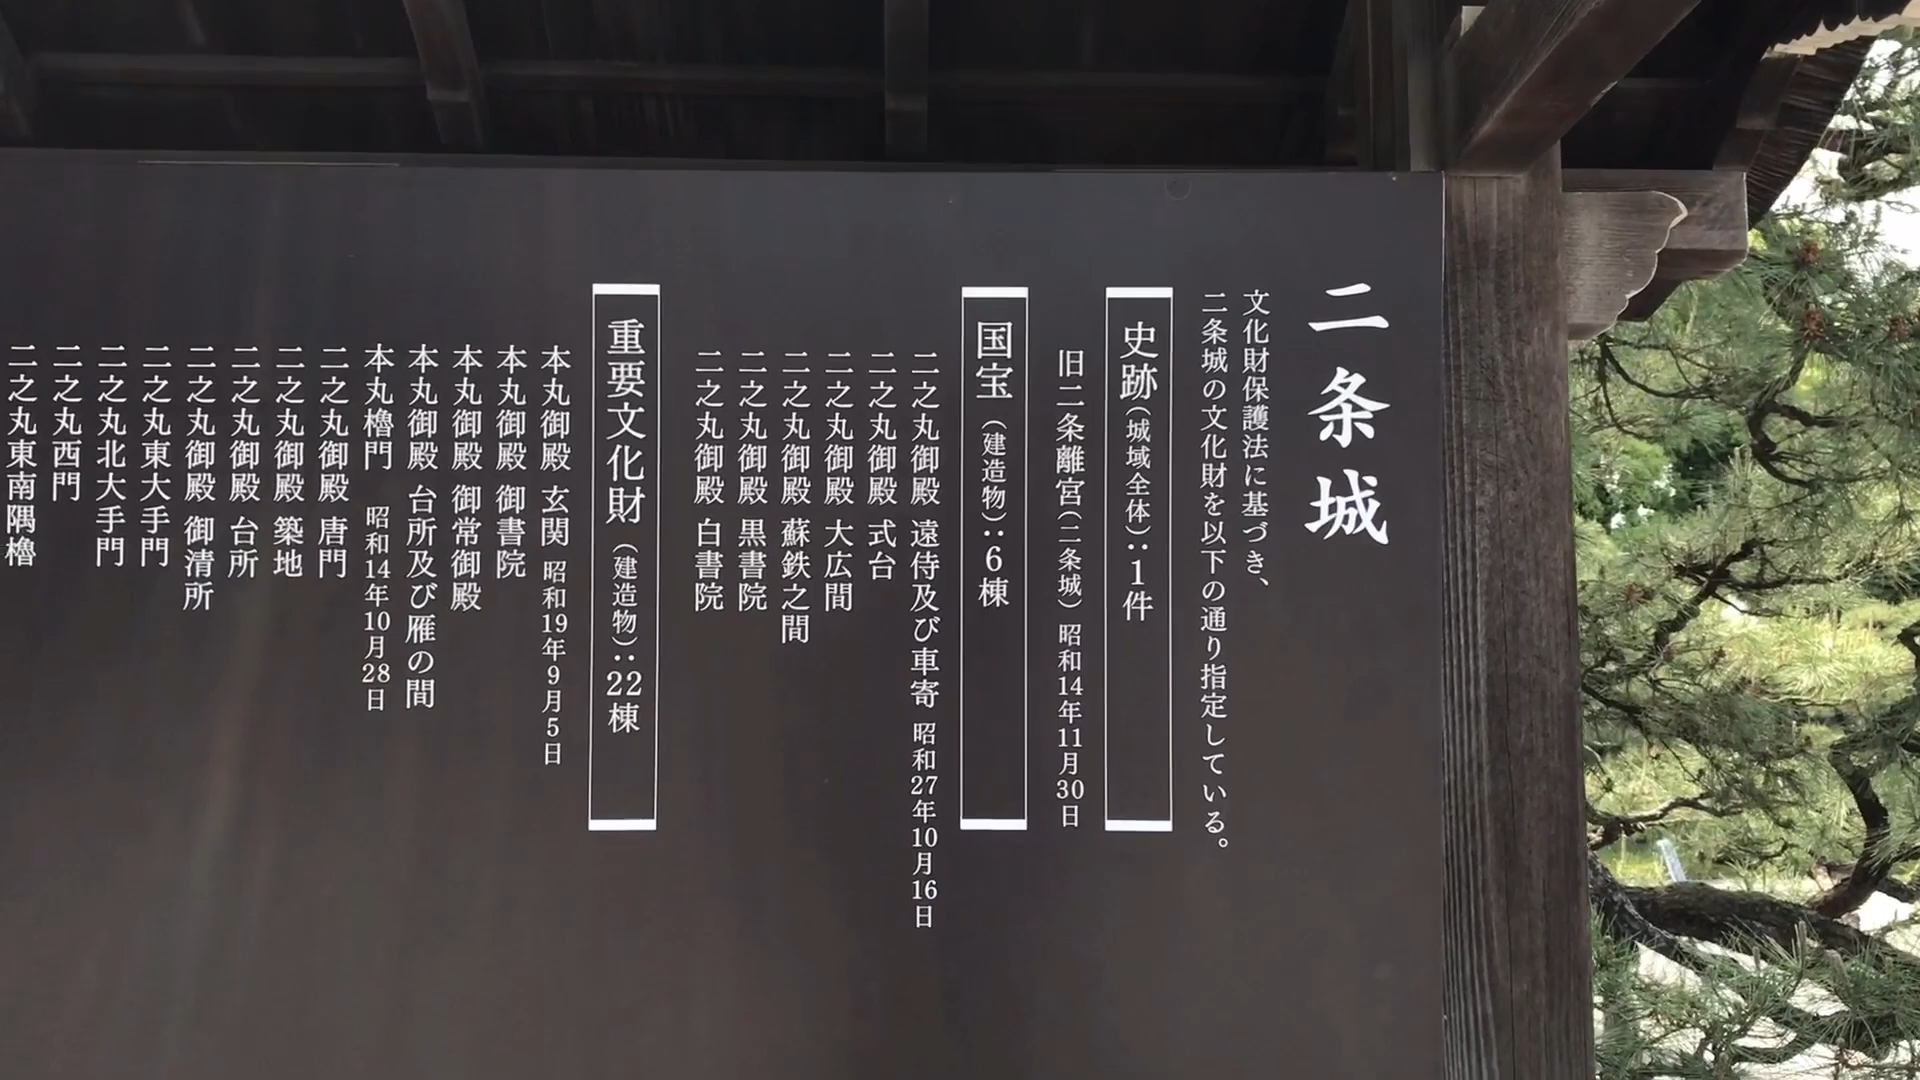 二条城
文化財保護法に基づき、
二条城の文化財を以下の通り指定している。
史跡（城域全体）：1件
旧二条離宮（二条城） 昭和14年11月30日
国宝（建造物）：6棟
二之丸御殿 遠侍及び車寄 昭和27年10月16日
二之丸御殿 式台
二之丸御殿 大広間
二之丸御殿 蘇鉄之間
二之丸御殿 黒書院
二之丸御殿 白書院
重要文化財（建造物）：22棟
本丸御殿 玄関 昭和19年9月5日
本丸御殿 御書院
本丸御殿 御常御殿
本丸御殿 台所及び雁の間
本丸櫓門 昭和14年10月28日
二之丸御殿 唐門
二之丸御殿 築地
二之丸御殿 台所
二之丸御殿 御清所
二之丸東大手門
二之丸北大手門
二之丸西門
二之丸東南隅櫓